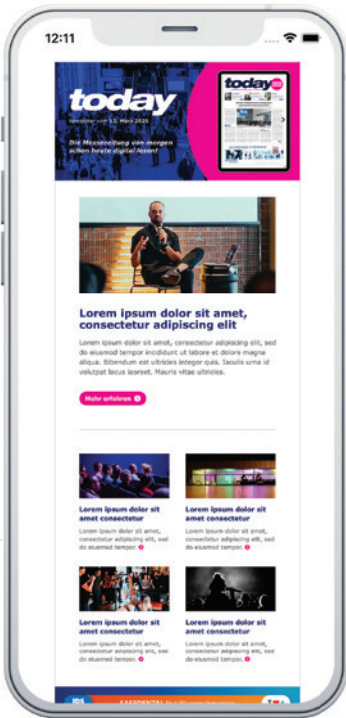 12:11
today
Newsletter vom 13. März 2025
Die Messezeitung von morgen
schon heute digital lesen!
today
Lorem ipsum dolor sit amet,
consectetur adipiscing elit
Lorem ipsum dolor sit amet, consectetur adipiscing elit, sed
do eiusmod tempor incididunt ut labore et dolore magna
aliqua. Bibendum est ultricies integer quis. Iaculis urna id
volutpat lacus laoreet. Mauris vitae ultricies.
Mehr erfahren
Lorem ipsum dolor sit
amet consectetur
Lorem ipsum dolor sit amet,
consectetur adipiscing elit, sed
do eiusmod tempor.
Lorem ipsum dolor sit
amet consectetur
Lorem ipsum dolor sit amet,
consectetur adipiscing elit, sed
do eiusmod tempor.
Lorem ipsum dolor sit
amet consectetur
Lorem ipsum dolor sit amet,
consectetur adipiscing elit, sed
do eiusmod tempor.
Lorem ipsum dolor sit
amet consectetur
Lorem ipsum dolor sit amet,
consectetur adipiscing elit, sed
do eiusmod tempor.
IDS